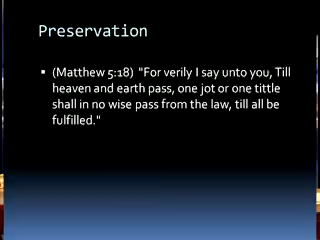 Preservation
(Matthew 5:18) "For verily I say unto you, Till
heaven and earth pass, one jot or one tittle
shall in no wise pass from the law, till all be
fulfilled."